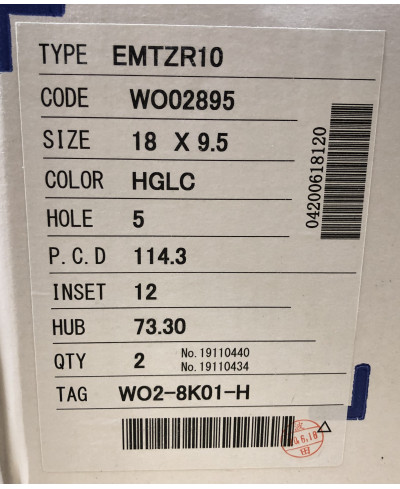 TYPE EMTZR10
CODE WO02895
SIZE 18 X 9.5
COLOR HGLC
HOLE 5
P.C.D 114.3
INSET 12
HUB 73.30
QTY 2 No. 19110440
No. 19110434
TAG WO2-8K01-H
04200618120